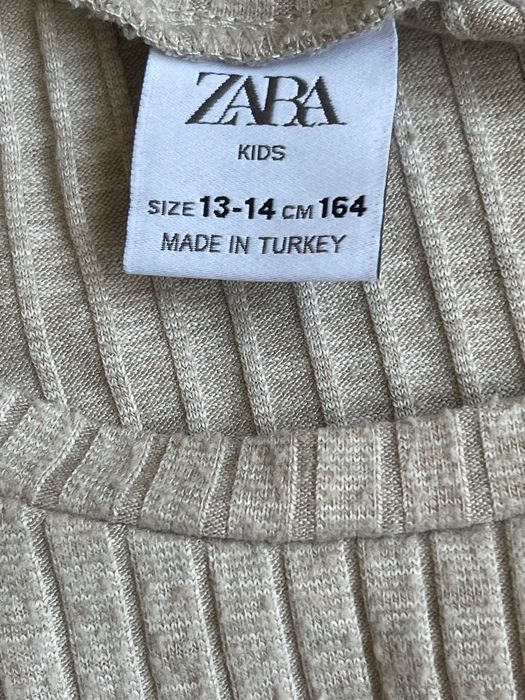 ZARA
KIDS
SIZE 13-14 CM 164
MADE IN TURKEY